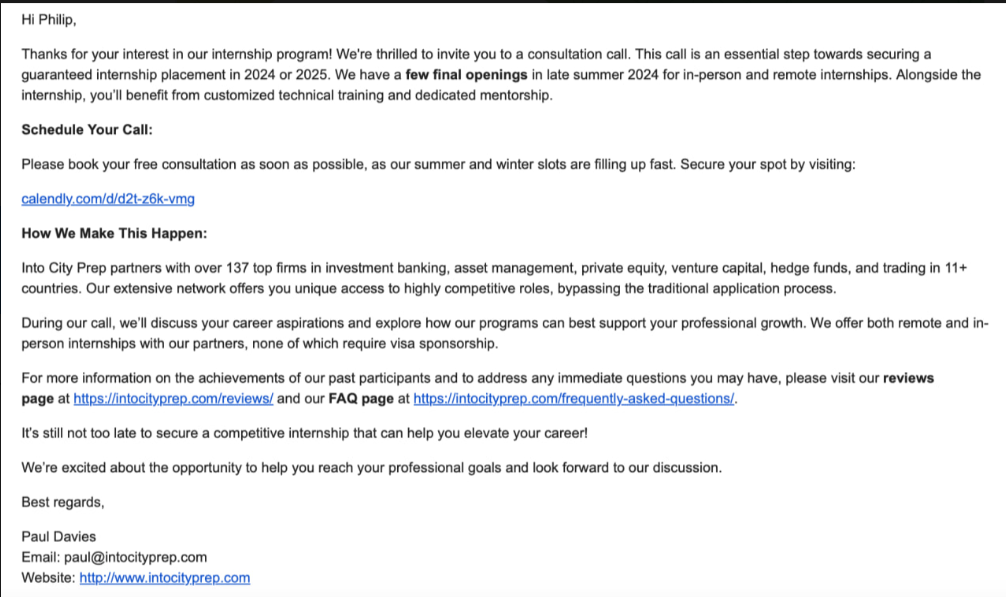 Hi Philip,
Thanks for your interest in our internship program! We're thrilled to invite you to a consultation call. This call is an essential step towards securing a
guaranteed internship placement in 2024 or 2025. We have a few final openings in late summer 2024 for in-person and remote internships. Alongside the
internship, you'll benefit from customized technical training and dedicated mentorship.
Schedule Your Call:
Please book your free consultation as soon as possible, as our summer and winter slots are filling up fast. Secure your spot by visiting:
calendly.com/d/d2t-z6k-vmg
How We Make This Happen:
Into City Prep partners with over 137 top firms in investment banking, asset management, private equity, venture capital, hedge funds, and trading in 11+
countries. Our extensive network offers you unique access to highly competitive roles, bypassing the traditional application process.
During our call, we'll discuss your career aspirations and explore how our programs can best support your professional growth. We offer both remote and in-
person internships with our partners, none of which require visa sponsorship.
For more information on the achievements of our past participants and to address any immediate questions you may have, please visit our reviews
page at https://intocityprep.com/reviews/ and our FAQ page at https://intocityprep.com/frequently-asked-questions/.
It's still not too late to secure a competitive internship that can help you elevate your career!
We're excited about the opportunity to help you reach your professional goals and look forward to our discussion.
Best regards,
Paul Davies
Email: paul@intocityprep.com
Website: http://www.intocityprep.com